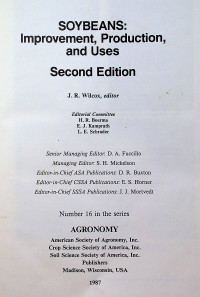 SOYBEANS:
Improvement, Production,
and Uses
Second Edition
J. R. Wilcox, editor
Editorial Committee
H. R. Boerma
E. J. Kamprath
L. E. Schrader
Senior Managing Editor: D. A. Fuccillo
Managing Editor: S. H. Mickelson
Editor-in-Chief ASA Publications: D. R. Buxton
Editor-in-Chief CSSA Publications: E. S. Horner
Editor-in-Chief SSSA Publications: J. J. Mortvedt
Number 16 in the series
AGRONOMY
American Society of Agronomy, Inc.
Crop Science Society of America, Inc.
Soil Science Society of America, Inc.
Publishers
Madison, Wisconsin, USA
1987